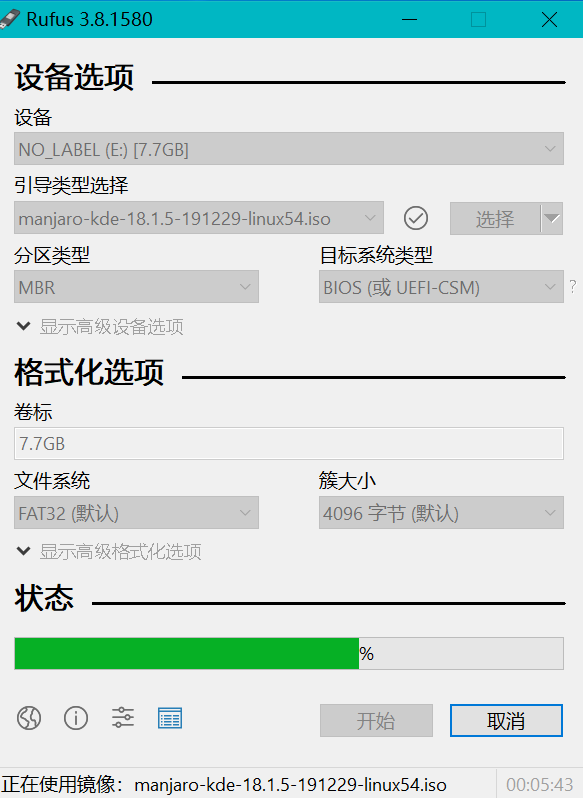 Rufus 3.8.1580
设备选项
设备
NO_LABEL (E:) [7.7GB]
引导类型选择
manjaro-kde-18.1.5-191229-linux54.iso 选择
分区类型 目标系统类型
MBR BIOS (或 UEFI-CSM) ?
显示高级设备选项
格式化选项
卷标
7.7GB
文件系统 簇大小
FAT32 (默认) 4096 字节 (默认)
显示高级格式化选项
状态
%
开始 取消
正在使用镜像：manjaro-kde-18.1.5-191229-linux54.iso 00:05:43